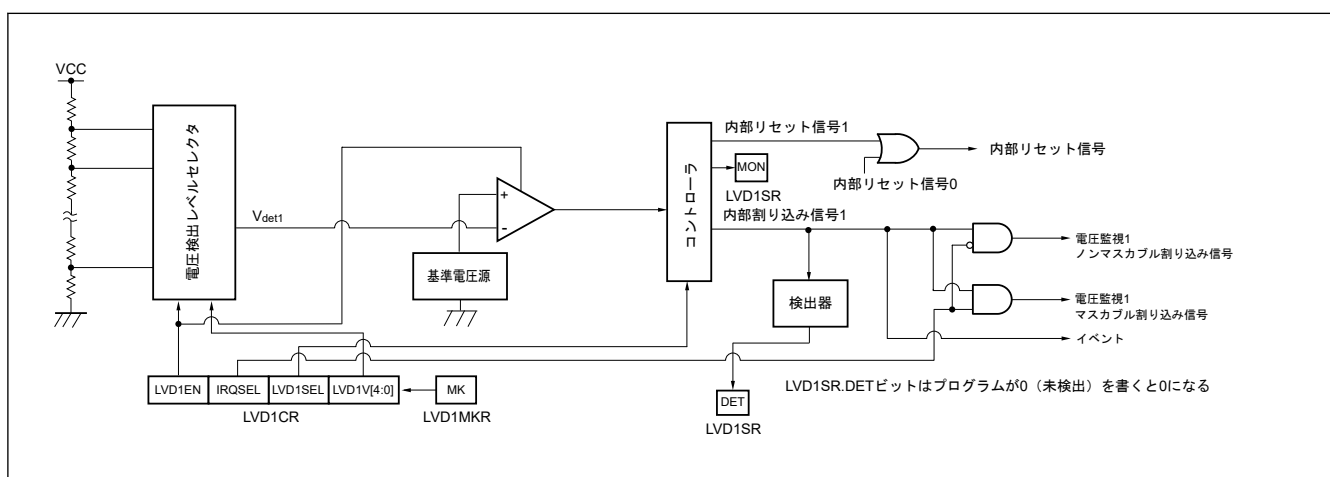 VCC
電圧検出レベルセレクタ
Vdet1
+
-
基準電圧源
コントローラ
内部リセット信号1
MON
LVD1SR
内部リセット信号0
内部リセット信号
内部割り込み信号1
電圧監視1
ノンマスカブル割り込み信号
検出器
電圧監視1
マスカブル割り込み信号
イベント
LVD1EN
IRQSEL
LVD1SEL
LVD1V[4:0]
LVD1CR
MK
LVD1MKR
DET
LVD1SR
LVD1SR.DETビットはプログラムが0（未検出）を書くと0になる